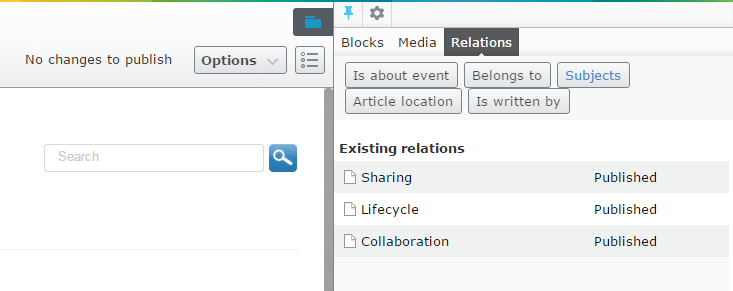 No changes to publish
Options
Search
Blocks Media Relations
Is about event Belongs to Subjects
Article location Is written by
Existing relations
Sharing Published
Lifecycle Published
Collaboration Published